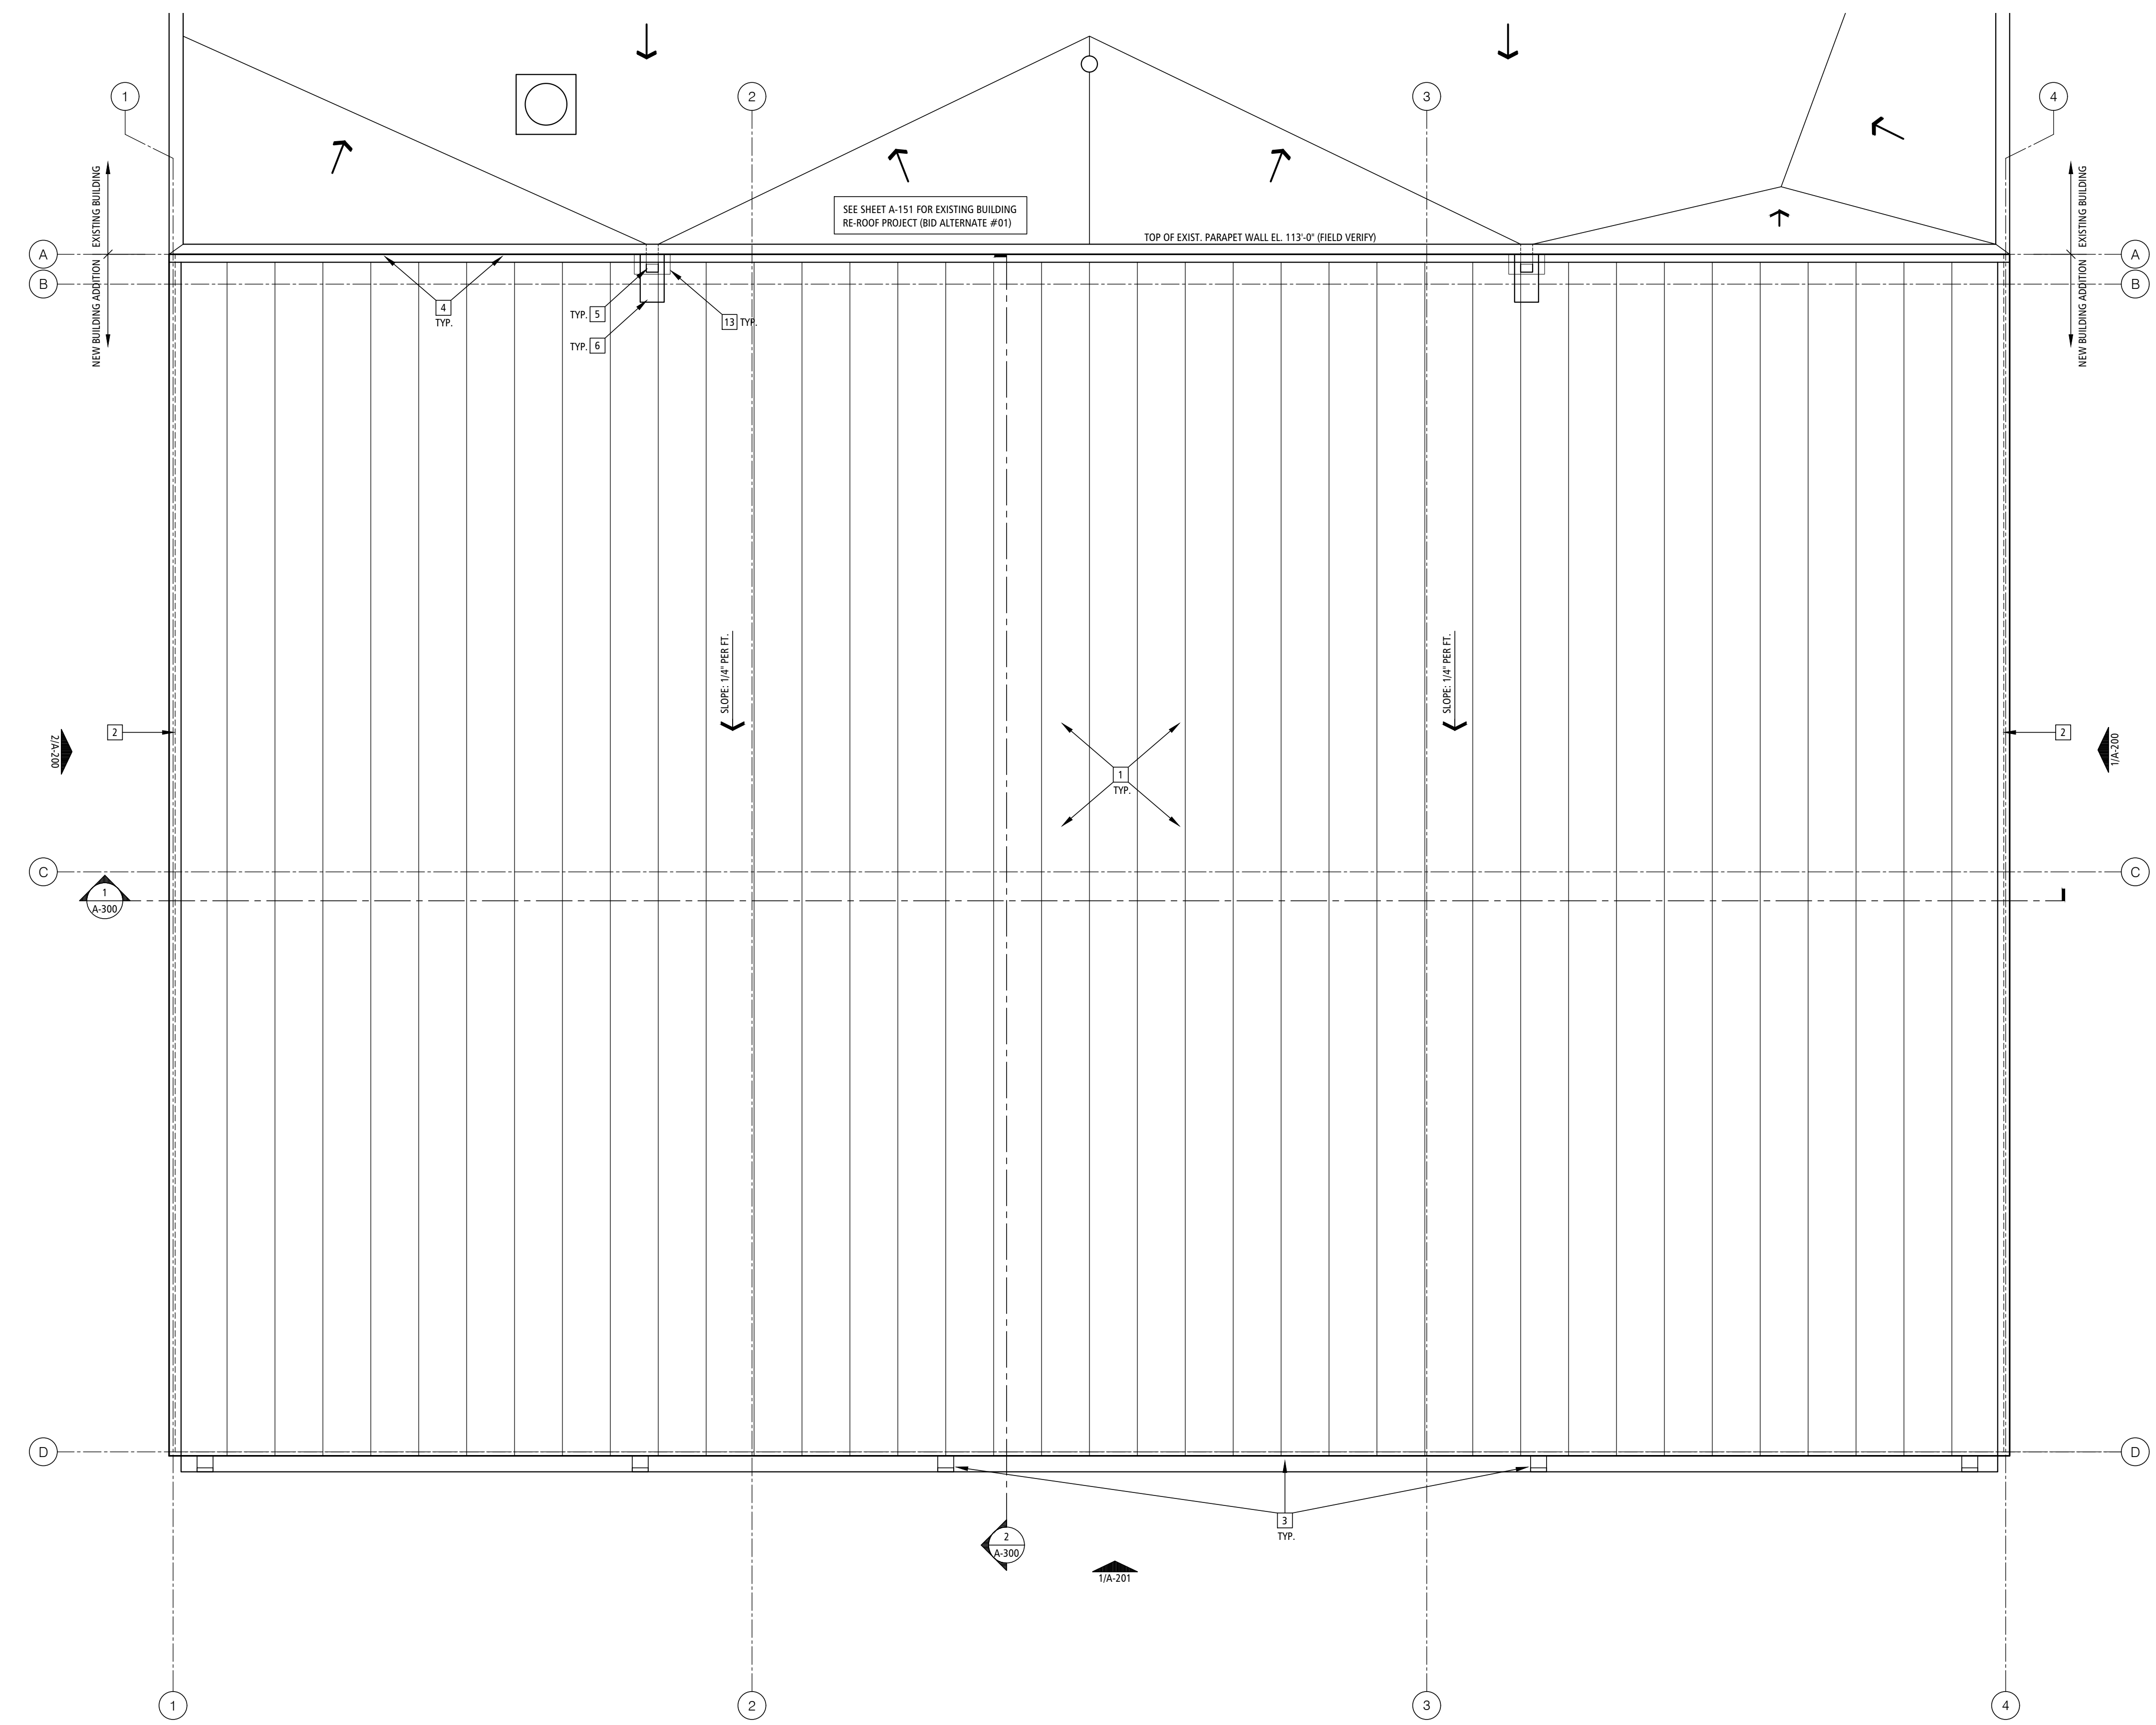 1
2
3
4
EXISTING BUILDING
NEW BUILDING ADDITION
EXISTING BUILDING
NEW BUILDING ADDITION
SEE SHEET A-151 FOR EXISTING BUILDING
RE-ROOF PROJECT (BID ALTERNATE #01)
TOP OF EXIST. PARAPET WALL EL. 113'-0" (FIELD VERIFY)
A
A
B
B
4
TYP.
TYP. 5
13 TYP.
TYP. 6
SLOPE: 1/4" PER FT.
SLOPE: 1/4" PER FT.
2
2
2/A-200
1/A-200
1
TYP.
C
C
1
A-300
D
D
3
TYP.
2
A-300
1/A-201
1
2
3
4